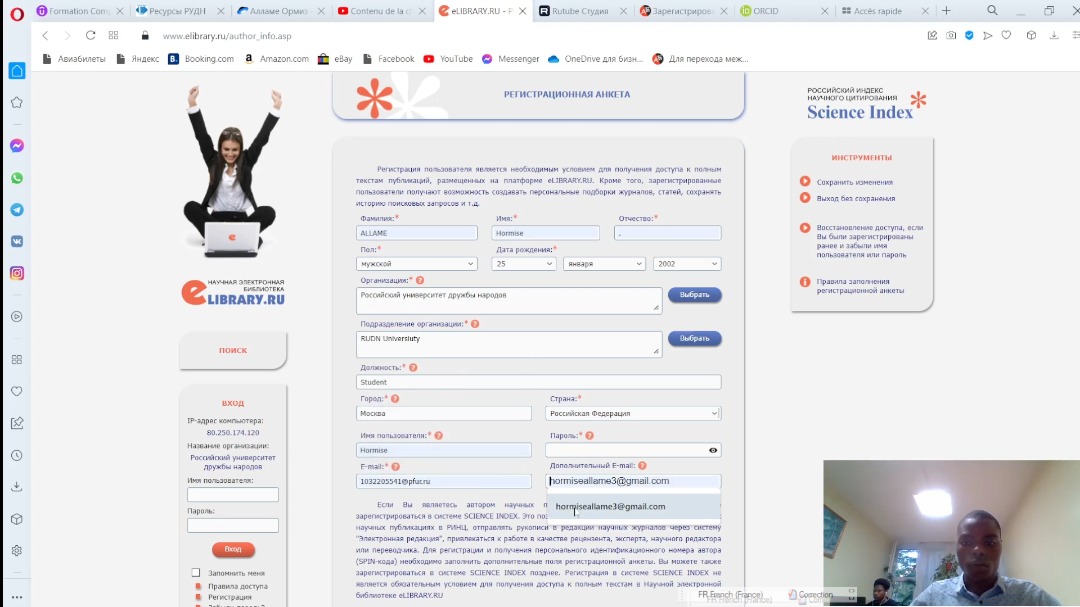 Formation Com
Ресурсы РУДН
Алламе Ормиз
Contenu de la c
eLIBRARY.RU - Р
Rutube Студия
Зарегистриров
ORCID
Accès rapide
www.elibrary.ru/author_info.asp
Авиабилеты
Яндекс
Booking.com
Amazon.com
eBay
Facebook
YouTube
Messenger
OneDrive для бизн...
Для перехода меж...
РЕГИСТРАЦИОННАЯ АНКЕТА
РОССИЙСКИЙ ИНДЕКС
НАУЧНОГО ЦИТИРОВАНИЯ
Science Index
Регистрация пользователя является необходимым условием для получения доступа к полным
текстам публикаций, размещенных на платформе eLIBRARY.RU. Кроме того, зарегистрированные
пользователи получают возможность создавать персональные подборки журналов, статей, сохранять
историю поисковых запросов и т.д.
Фамилия:* Имя:* Отчество:*
ALLAME Hormise .
Пол:* Дата рождения:*
мужской 25 января 2002
Организация:*
Российский университет дружбы народов
Выбрать
Подразделение организации:*
RUDN Universiuty
Выбрать
Должность:*
Student
Город:* Страна:*
Москва Российская Федерация
Имя пользователя:* Пароль:*
Hormise
E-mail:* Дополнительный E-mail:
1032205541@pfur.ru hormiseallame3@gmail.com
hormiseallame3@gmail.com
Если Вы являетесь автором научных п
зарегистрироваться в системе SCIENCE INDEX. Это поз
научных публикациях в РИНЦ, отправлять рукописи в редакции научных журналов через систему
"Электронная редакция", привлекаться к работе в качестве рецензента, эксперта, научного редактора
или переводчика. Для регистрации и получения персонального идентификационного номера автора
(SPIN-кода) необходимо заполнить дополнительные поля регистрационной анкеты. Вы можете также
зарегистрироваться в системе SCIENCE INDEX позднее. Регистрация в системе SCIENCE INDEX не
является обязательным условием для получения доступа к полным текстам в Научной электронной
библиотеке eLIBRARY.RU
ИНСТРУМЕНТЫ
Сохранить изменения
Выход без сохранения
Восстановление доступа, если
Вы были зарегистрированы
ранее и забыли имя
пользователя или пароль
Правила заполнения
регистрационной анкеты
НАУЧНАЯ ЭЛЕКТРОННАЯ
БИБЛИОТЕКА
eLIBRARY.RU
ПОИСК
ВХОД
IP-адрес компьютера:
80.250.174.120
Название организации:
Российский университет
дружбы народов
Имя пользователя:
Пароль:
Вход
Запомнить меня
Правила доступа
Регистрация
FR French (France)
Correction